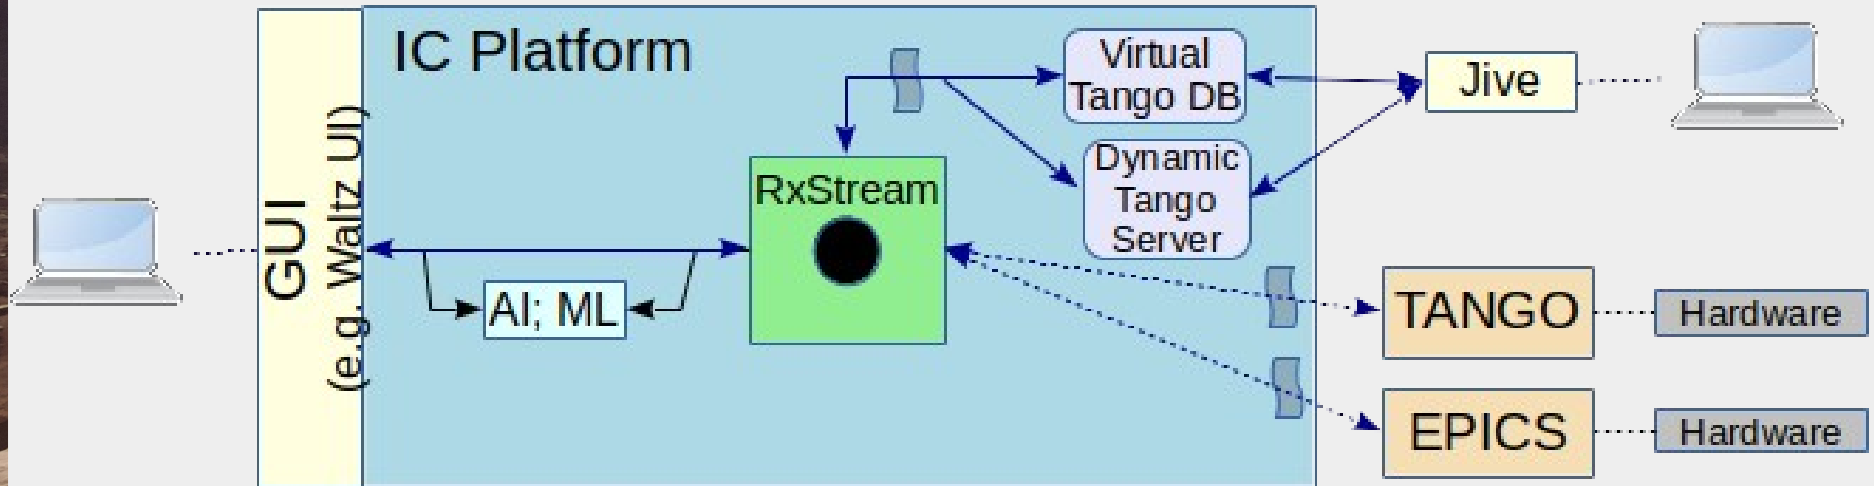 IC Platform
GUI
(e.g. Waltz UI)
AI; ML
RxStream
Virtual
Tango DB
Dynamic
Tango
Server
Jive
TANGO
Hardware
EPICS
Hardware